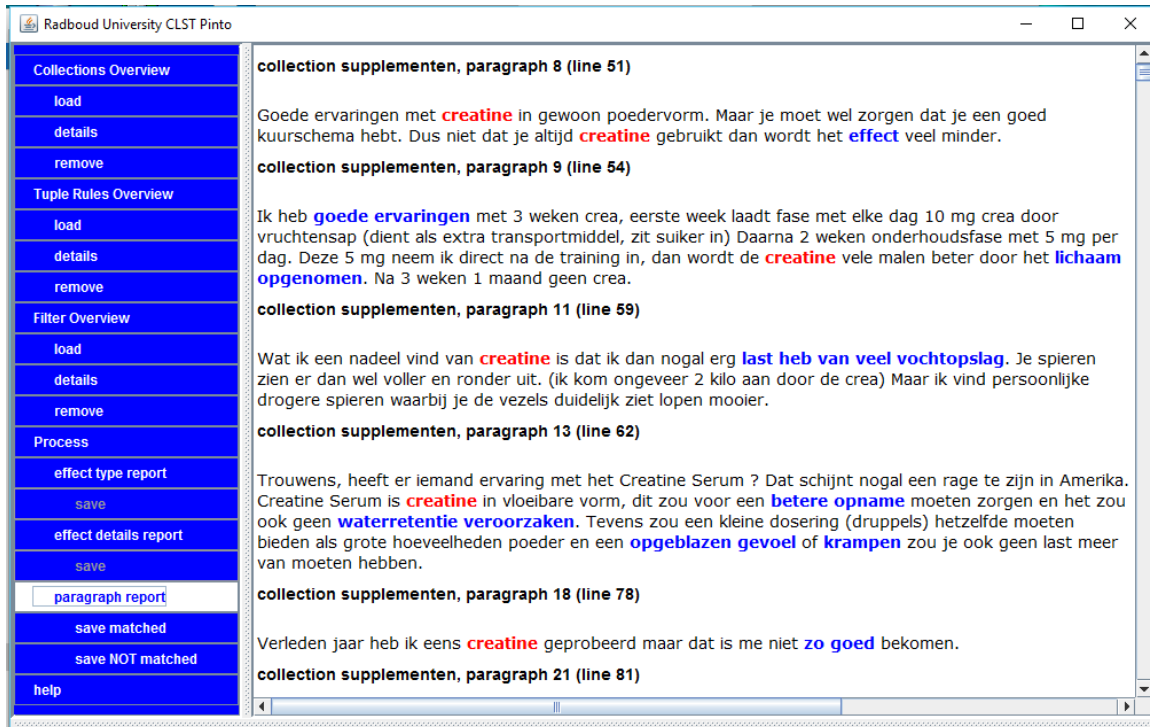 Radboud University CLST Pinto
Collections Overview
load
details
remove
Tuple Rules Overview
load
details
remove
Filter Overview
load
details
remove
Process
effect type report
save
effect details report
save
paragraph report
save matched
save NOT matched
help
collection supplementen, paragraph 8 (line 51)
Goede ervaringen met creatine in gewoon poedervorm. Maar je moet wel zorgen dat je een goed
kuurschema hebt. Dus niet dat je altijd creatine gebruikt dan wordt het effect veel minder.
collection supplementen, paragraph 9 (line 54)
Ik heb goede ervaringen met 3 weken crea, eerste week laadt fase met elke dag 10 mg crea door
vruchtensap (dient als extra transportmiddel, zit suiker in) Daarna 2 weken onderhoudsfase met 5 mg per
dag. Deze 5 mg neem ik direct na de training in, dan wordt de creatine vele malen beter door het lichaam
opgenomen. Na 3 weken 1 maand geen crea.
collection supplementen, paragraph 11 (line 59)
Wat ik een nadeel vind van creatine is dat ik dan nogal erg last heb van veel vochtopslag. Je spieren
zien er dan wel voller en ronder uit. (ik kom ongeveer 2 kilo aan door de crea) Maar ik vind persoonlijke
drogere spieren waarbij je de vezels duidelijk ziet lopen mooier.
collection supplementen, paragraph 13 (line 62)
Trouwens, heeft er iemand ervaring met het Creatine Serum ? Dat schijnt nogal een rage te zijn in Amerika.
Creatine Serum is creatine in vloeibare vorm, dit zou voor een betere opname moeten zorgen en het zou
ook geen waterretentie veroorzaken. Tevens zou een kleine dosering (druppels) hetzelfde moeten
bieden als grote hoeveelheden poeder en een opgeblazen gevoel of krampen zou je ook geen last meer
van moeten hebben.
collection supplementen, paragraph 18 (line 78)
Verleden jaar heb ik eens creatine geprobeerd maar dat is me niet zo goed bekomen.
collection supplementen, paragraph 21 (line 81)